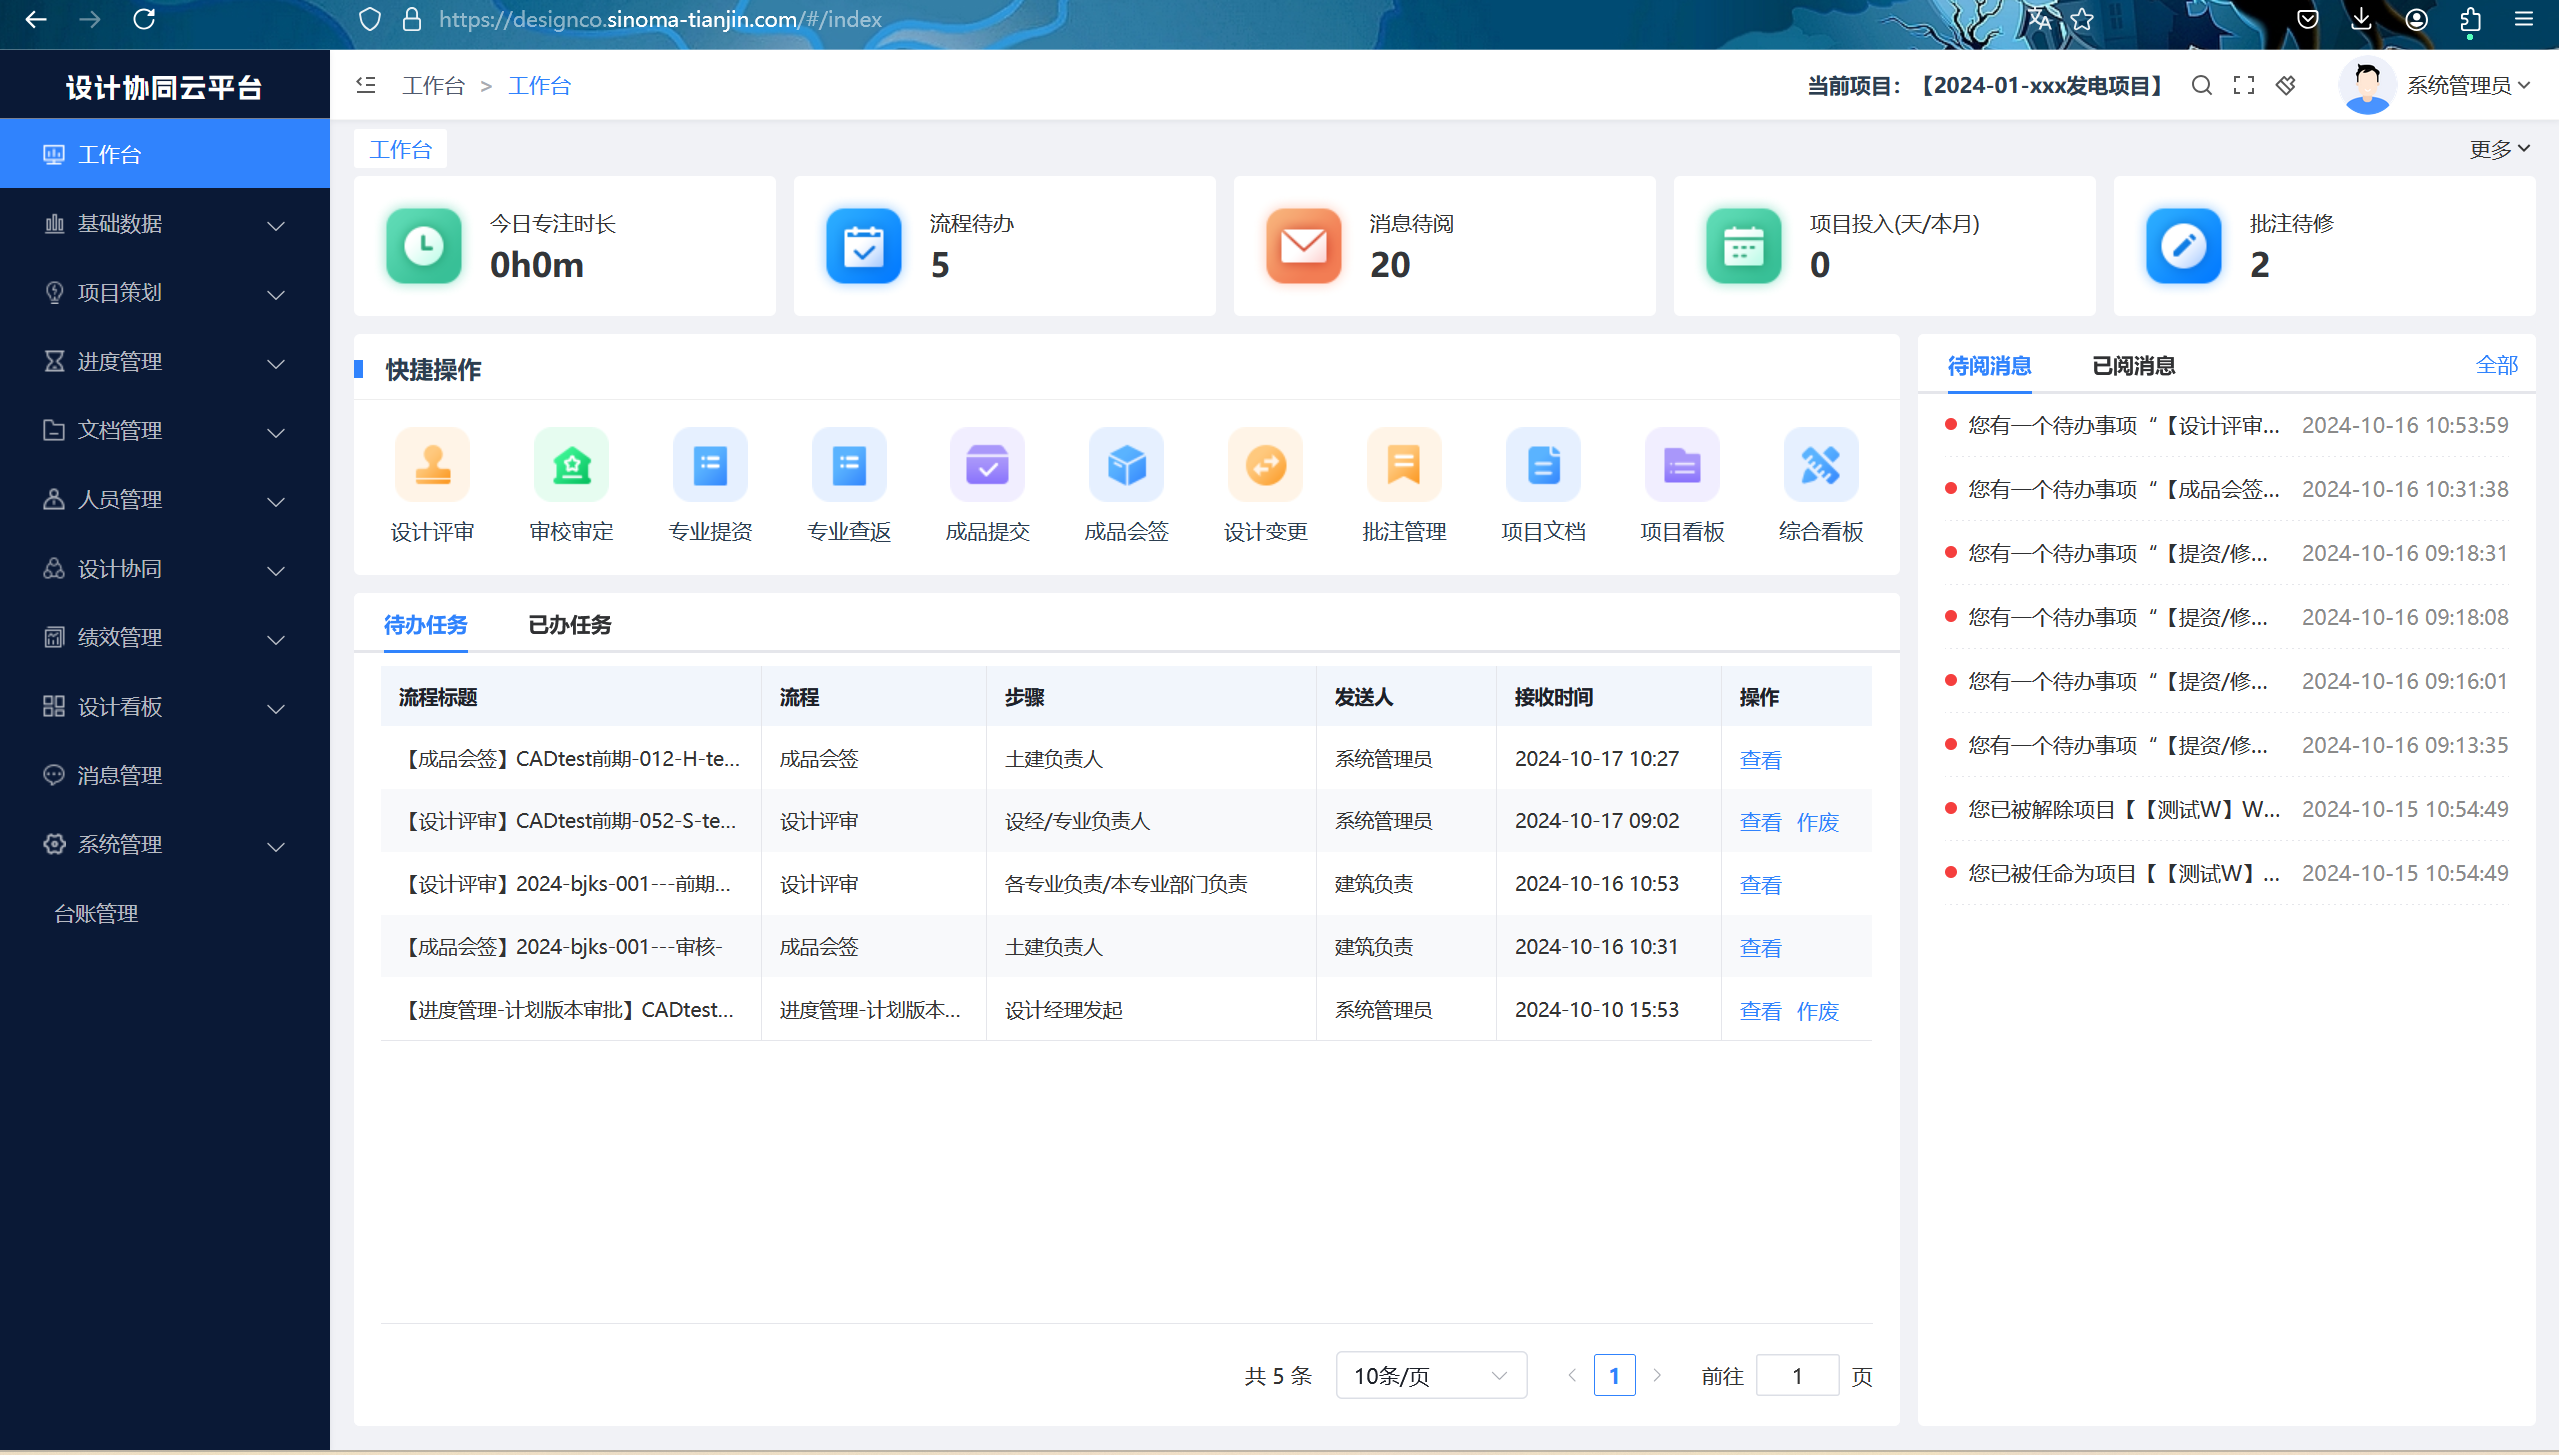 https://designco.sinoma-tianjin.com/#/index
设计协同云平台
工作台 > 工作台
当前项目：【2024-01-xxx发电项目】
系统管理员
工作台
基础数据
项目策划
进度管理
文档管理
人员管理
设计协同
绩效管理
设计看板
消息管理
系统管理
台账管理
工作台
更多
今日专注时长
0h0m
流程待办
5
消息待阅
20
项目投入(天/本月)
0
批注待修
2
快捷操作
设计评审
审校审定
专业提资
专业查返
成品提交
成品会签
设计变更
批注管理
项目文档
项目看板
综合看板
待办任务 已办任务
流程标题 流程 步骤 发送人 接收时间 操作
【成品会签】CADtest前期-012-H-te... 成品会签 土建负责人 系统管理员 2024-10-17 10:27 查看
【设计评审】CADtest前期-052-S-te... 设计评审 设经/专业负责人 系统管理员 2024-10-17 09:02 查看 作废
【设计评审】2024-bjks-001---前期... 设计评审 各专业负责/本专业部门负责 建筑负责 2024-10-16 10:53 查看
【成品会签】2024-bjks-001---审核- 成品会签 土建负责人 建筑负责 2024-10-16 10:31 查看
【进度管理-计划版本审批】CADtest... 进度管理-计划版本... 设计经理发起 系统管理员 2024-10-10 15:53 查看 作废
共 5 条 10条/页 1 前往 1 页
待阅消息 已阅消息 全部
您有一个待办事项“【设计评审... 2024-10-16 10:53:59
您有一个待办事项“【成品会签... 2024-10-16 10:31:38
您有一个待办事项“【提资/修... 2024-10-16 09:18:31
您有一个待办事项“【提资/修... 2024-10-16 09:18:08
您有一个待办事项“【提资/修... 2024-10-16 09:16:01
您有一个待办事项“【提资/修... 2024-10-16 09:13:35
您已被解除项目【【测试W】W... 2024-10-15 10:54:49
您已被任命为项目【【测试W】... 2024-10-15 10:54:49